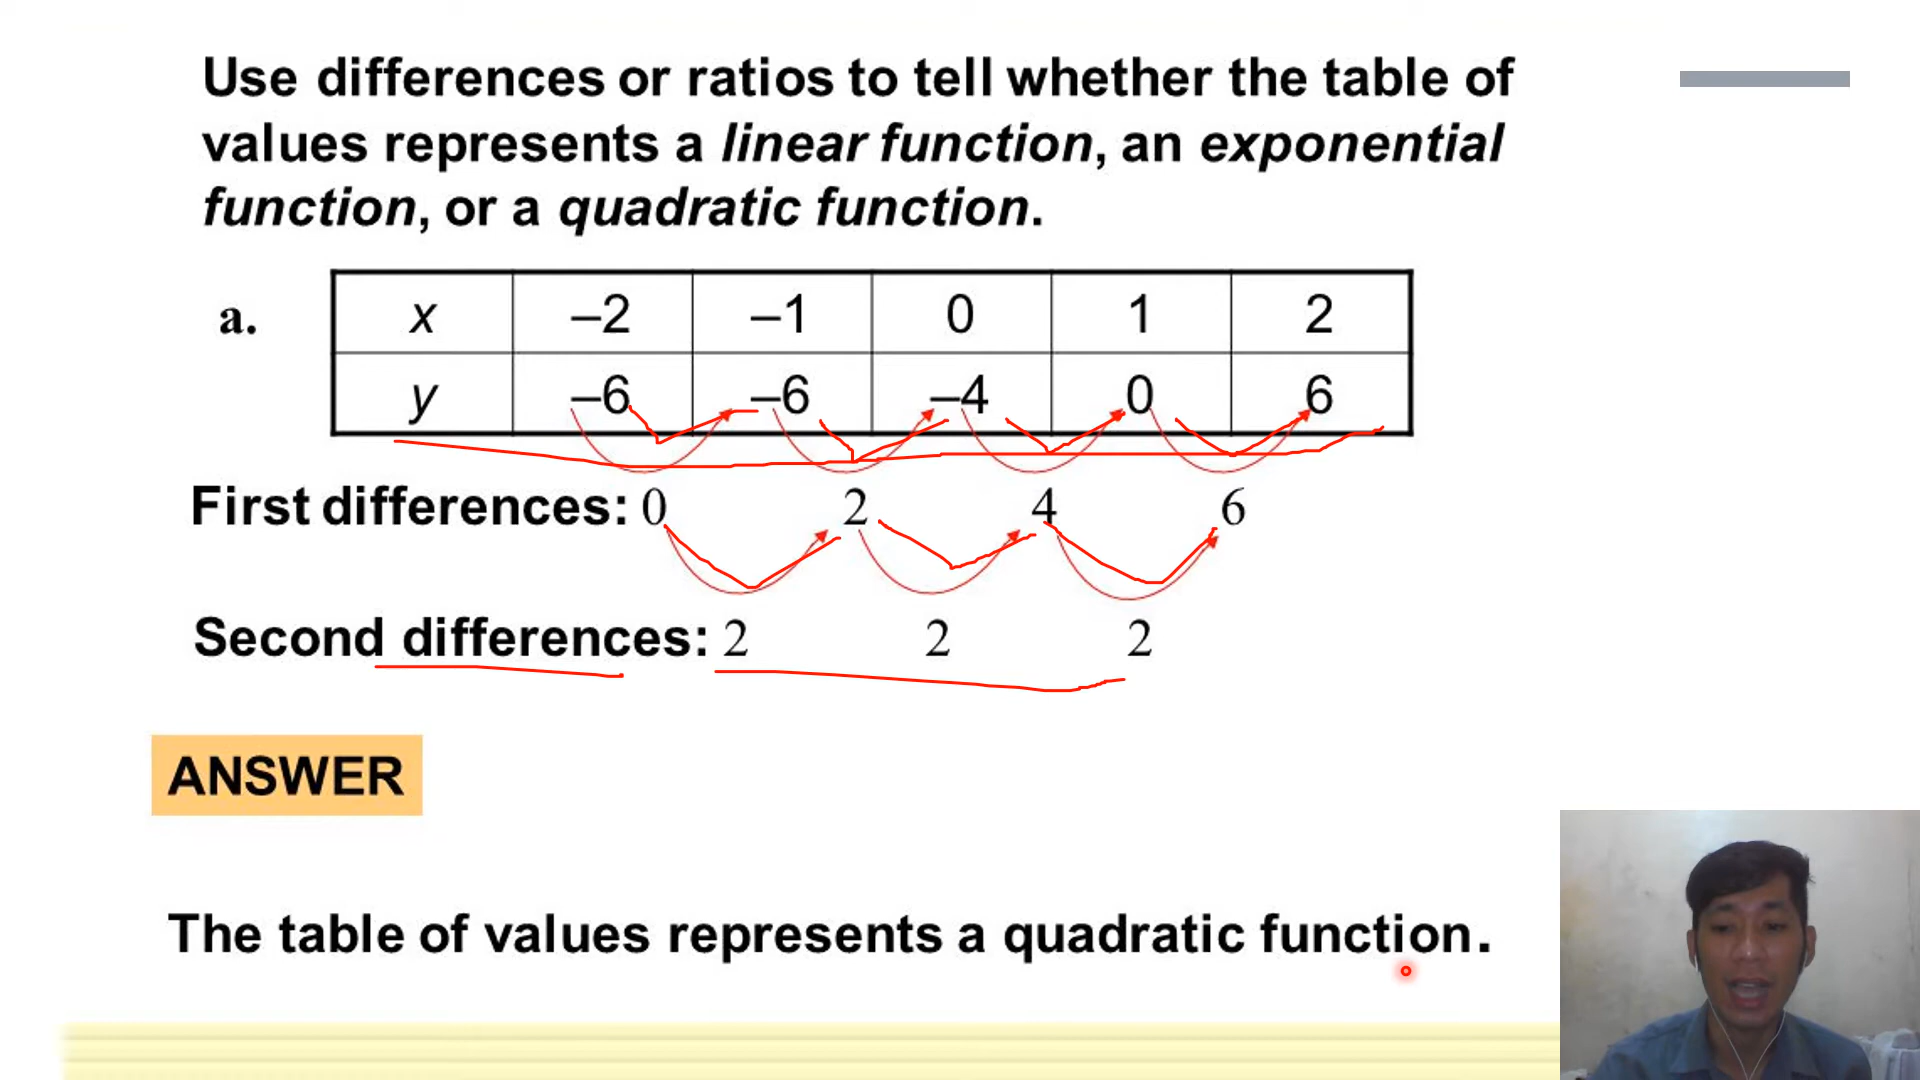 Use differences or ratios to tell whether the table of
values represents a linear function, an exponential
function, or a quadratic function.
a.
x –2 –1 0 1 2
y –6 –6 –4 0 6
First differences: 0 2 4 6
Second differences: 2 2 2
ANSWER
The table of values represents a quadratic function.